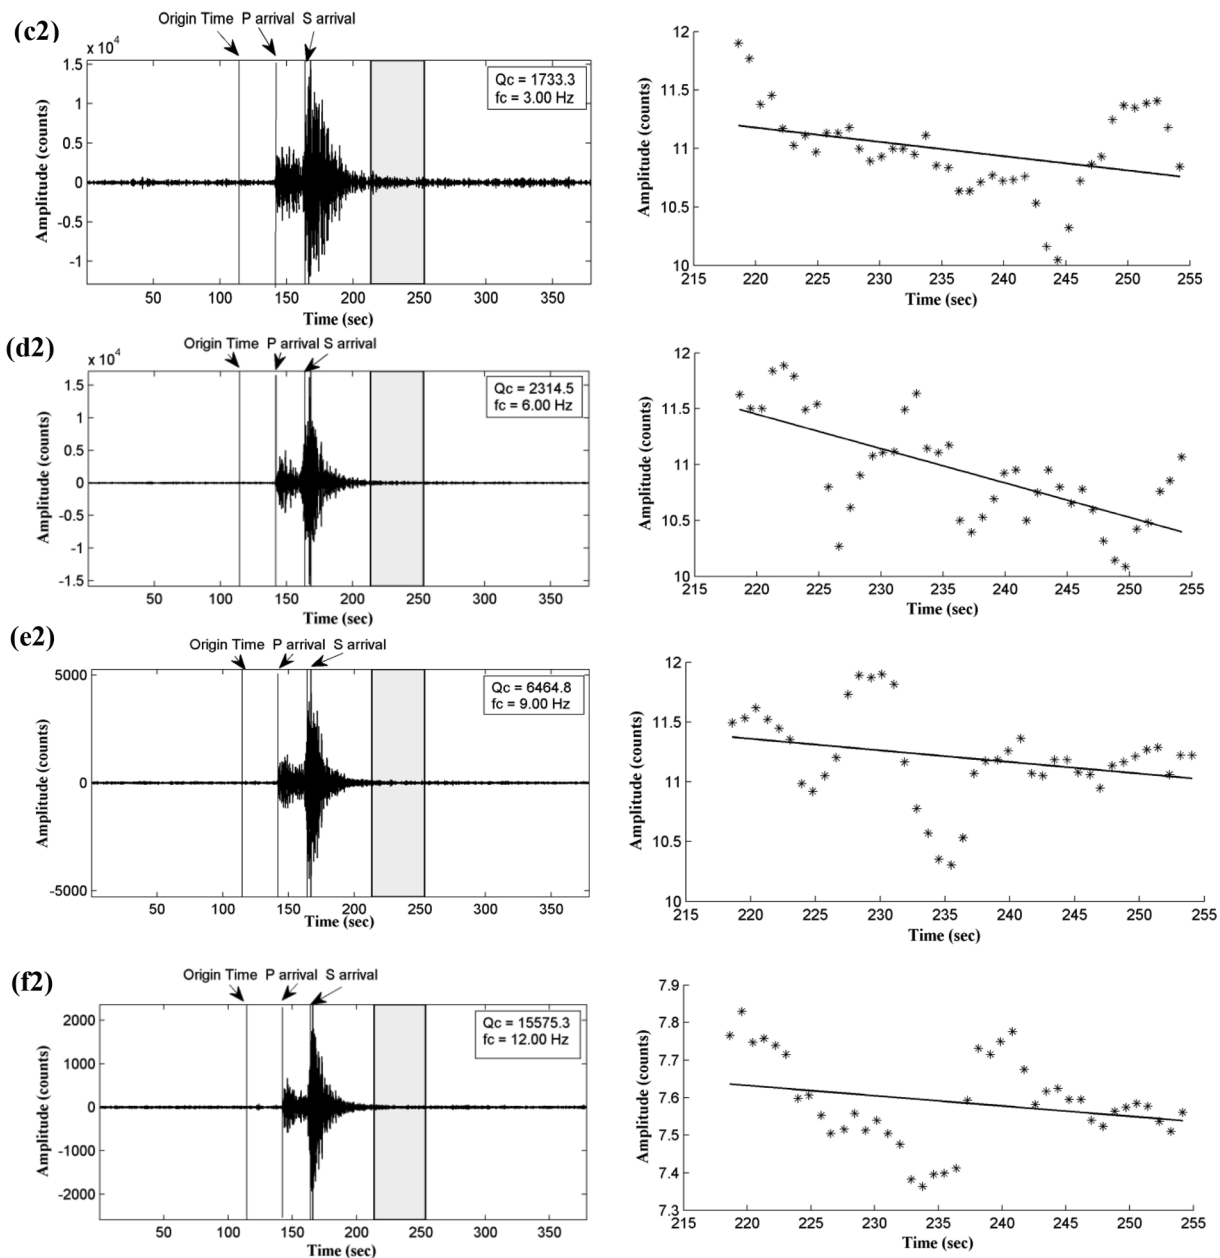 (c2)
Origin Time P arrival S arrival
x 10^4
Qc = 1733.3
fc = 3.00 Hz
1.5
1
0.5
0
-0.5
-1
Amplitude (counts)
50 100 150 200 250 300 350
Time (sec)
12
11.5
11
10.5
10
Amplitude (counts)
215 220 225 230 235 240 245 250 255
Time (sec)
(d2)
Origin Time P arrival S arrival
x 10^4
Qc = 2314.5
fc = 6.00 Hz
1.5
1
0.5
0
-0.5
-1
-1.5
Amplitude (counts)
50 100 150 200 250 300 350
Time (sec)
12
11.5
11
10.5
10
Amplitude (counts)
215 220 225 230 235 240 245 250 255
Time (sec)
(e2)
Origin Time P arrival S arrival
Qc = 6464.8
fc = 9.00 Hz
5000
0
-5000
Amplitude (counts)
50 100 150 200 250 300 350
Time (sec)
12
11.5
11
10.5
10
Amplitude (counts)
215 220 225 230 235 240 245 250 255
Time (sec)
(f2)
Origin Time P arrival S arrival
Qc = 15575.3
fc = 12.00 Hz
2000
1000
0
-1000
-2000
Amplitude (counts)
50 100 150 200 250 300 350
Time (sec)
7.9
7.8
7.7
7.6
7.5
7.4
7.3
Amplitude (counts)
215 220 225 230 235 240 245 250 255
Time (sec)